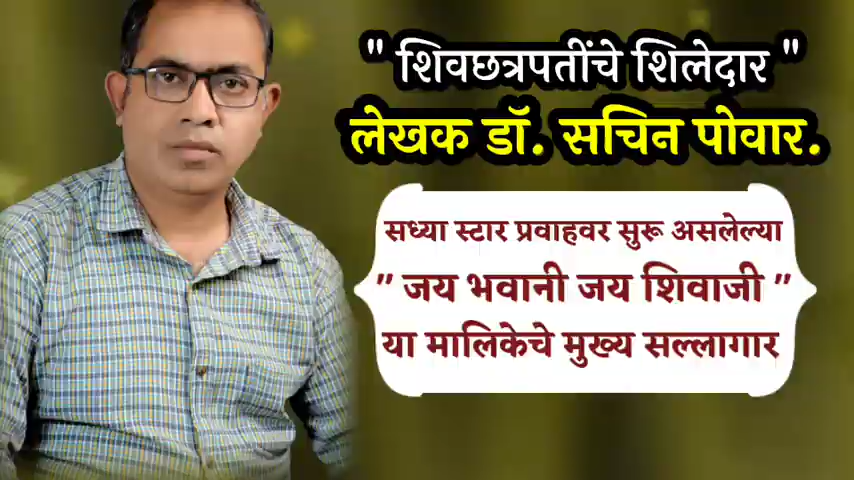 " शिवछत्रपतींचे शिलेदार "
लेखक डॉ. सचिन पोवार.
सध्या स्टार प्रवाहवर सुरू असलेल्या
" जय भवानी जय शिवाजी "
या मालिकेचे मुख्य सल्लागार